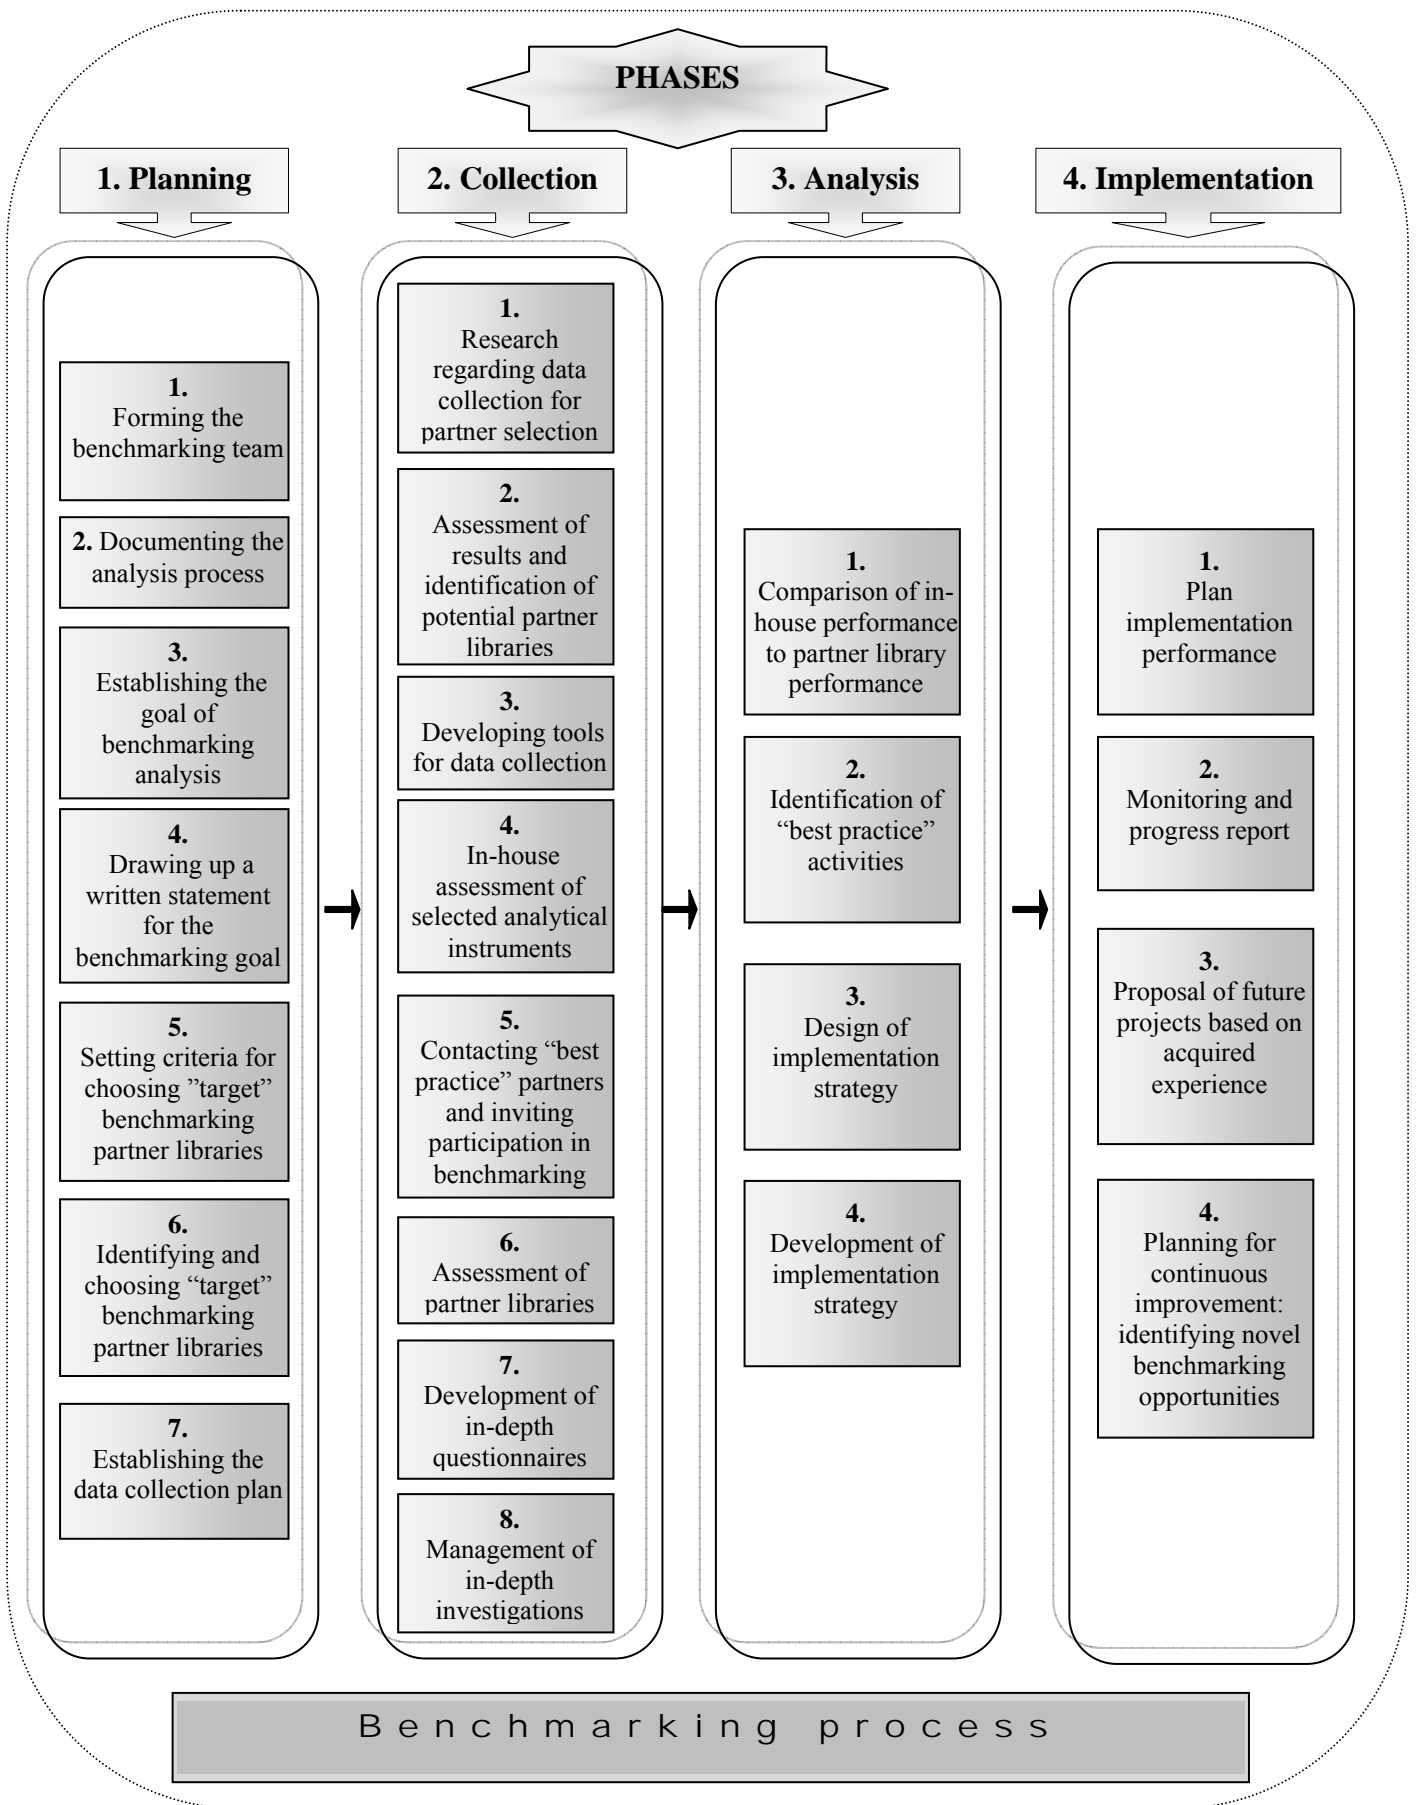 PHASES
1. Planning
2. Collection
3. Analysis
4. Implementation
1.
Forming the
benchmarking team
2. Documenting the
analysis process
3.
Establishing the
goal of
benchmarking
analysis
4.
Drawing up a
written statement
for the
benchmarking goal
5.
Setting criteria for
choosing ”target”
benchmarking
partner libraries
6.
Identifying and
choosing “target”
benchmarking
partner libraries
7.
Establishing the
data collection plan
1.
Research
regarding data
collection for
partner selection
2.
Assessment of
results and
identification of
potential partner
libraries
3.
Developing tools
for data collection
4.
In-house
assessment of
selected analytical
instruments
5.
Contacting “best
practice” partners
and inviting
participation in
benchmarking
6.
Assessment of
partner libraries
7.
Development of
in-depth
questionnaires
8.
Management of
in-depth
investigations
1.
Comparison of in-
house performance
to partner library
performance
2.
Identification of
“best practice”
activities
3.
Design of
implementation
strategy
4.
Development of
implementation
strategy
1.
Plan
implementation
performance
2.
Monitoring and
progress report
3.
Proposal of future
projects based on
acquired
experience
4.
Planning for
continuous
improvement:
identifying novel
benchmarking
opportunities
Benchmarking process